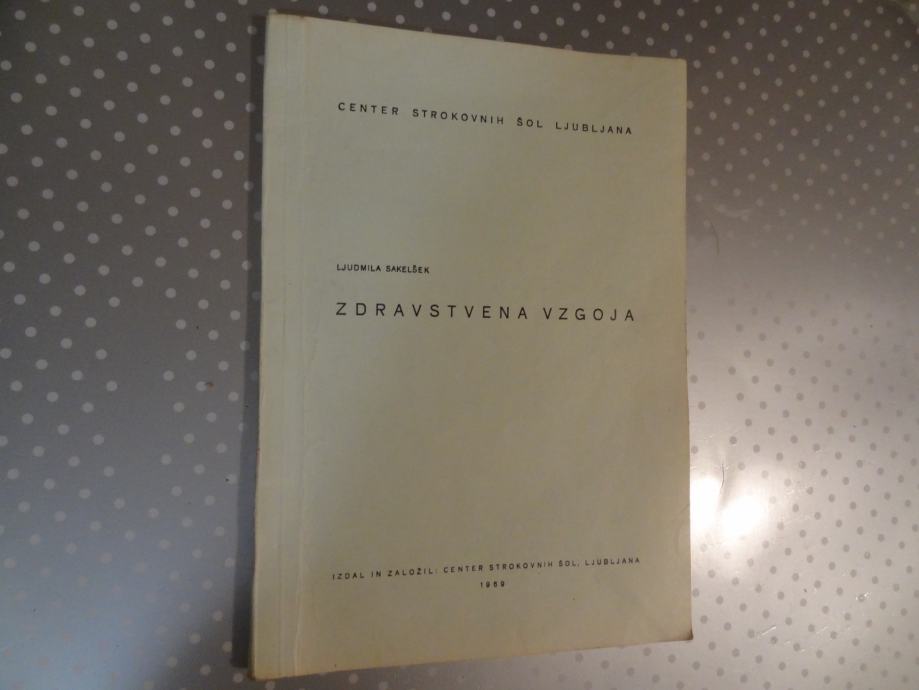 CENTER STROKOVNIH ŠOL LJUBLJANA
LJUDMILA SAKELŠEK
ZDRAVSTVENA VZGOJA
IZDAL IN ZALOŽIL: CENTER STROKOVNIH ŠOL, LJUBLJANA
1969